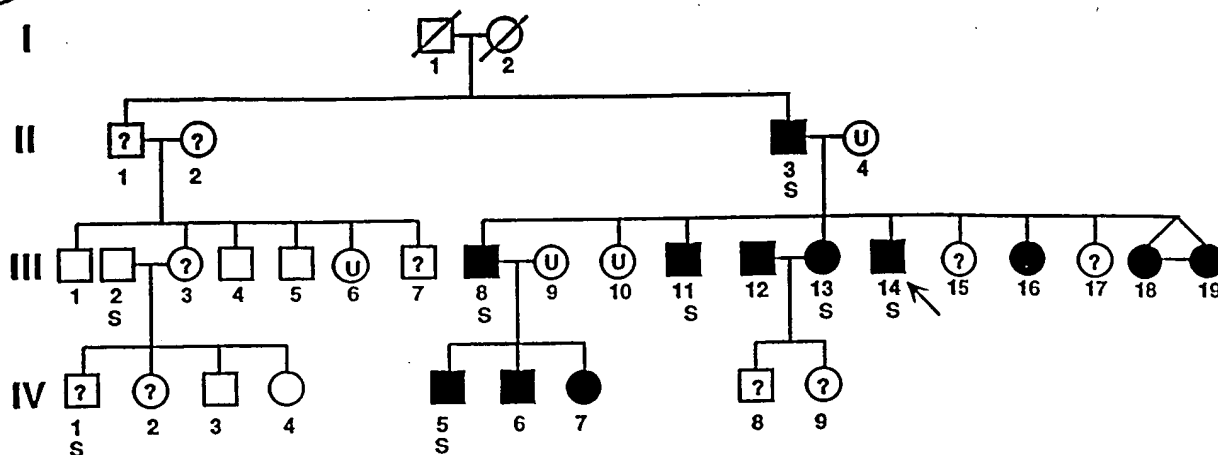 I
1 2
II ? ? U
1 2 3 4
S
III ? U ? U U ? ?
1 2 3 4 5 6 7 8 9 10 11 12 13 14 15 16 17 18 19
S S S S S
IV ? ? ? ?
1 2 3 4 5 6 7 8 9
S S